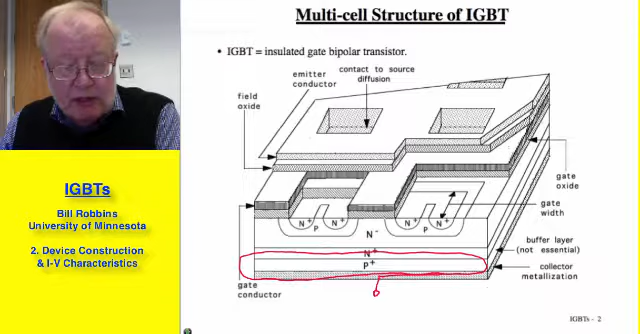 Multi-cell Structure of IGBT
• IGBT = insulated gate bipolar transistor.
emitter
conductor
contact to source
diffusion
field
oxide
gate
oxide
gate
width
N+
P
N+
N+
P
N+
N-
buffer layer
(not essential)
N+
P+
collector
metallization
gate
conductor
IGBTs - 2
IGBTs
Bill Robbins
University of Minnesota
2. Device Construction
& I-V Characteristics